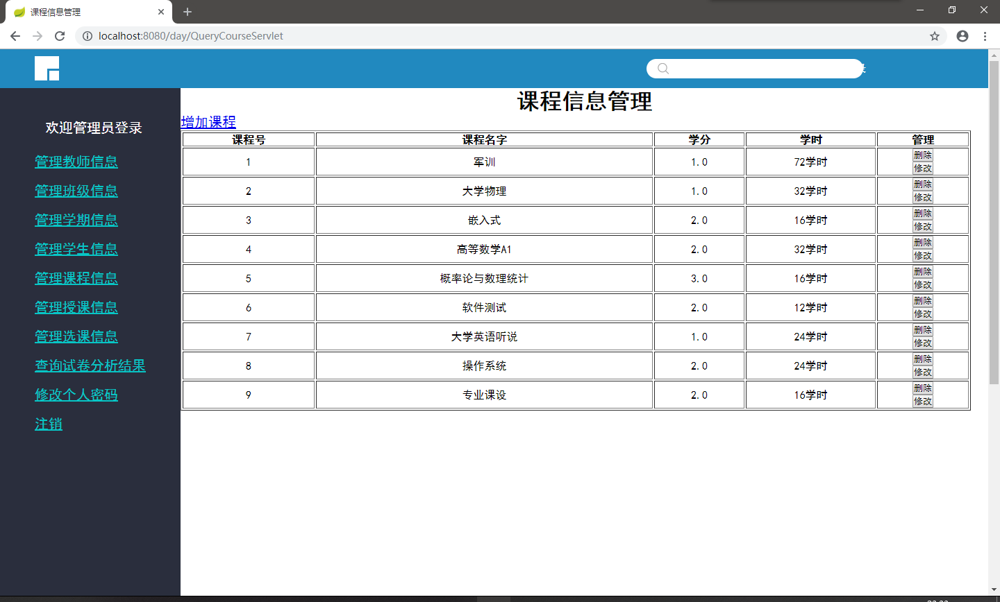 课程信息管理
localhost:8080/day/QueryCourseServlet
欢迎管理员登录
管理教师信息
管理班级信息
管理学期信息
管理学生信息
管理课程信息
管理授课信息
管理选课信息
查询试卷分析结果
修改个人密码
注销
课程信息管理
增加课程
课程号 课程名字 学分 学时 管理
1 军训 1.0 72学时 删除
修改
2 大学物理 1.0 32学时 删除
修改
3 嵌入式 2.0 16学时 删除
修改
4 高等数学A1 2.0 32学时 删除
修改
5 概率论与数理统计 3.0 16学时 删除
修改
6 软件测试 2.0 12学时 删除
修改
7 大学英语听说 1.0 24学时 删除
修改
8 操作系统 2.0 24学时 删除
修改
9 专业课设 2.0 16学时 删除
修改